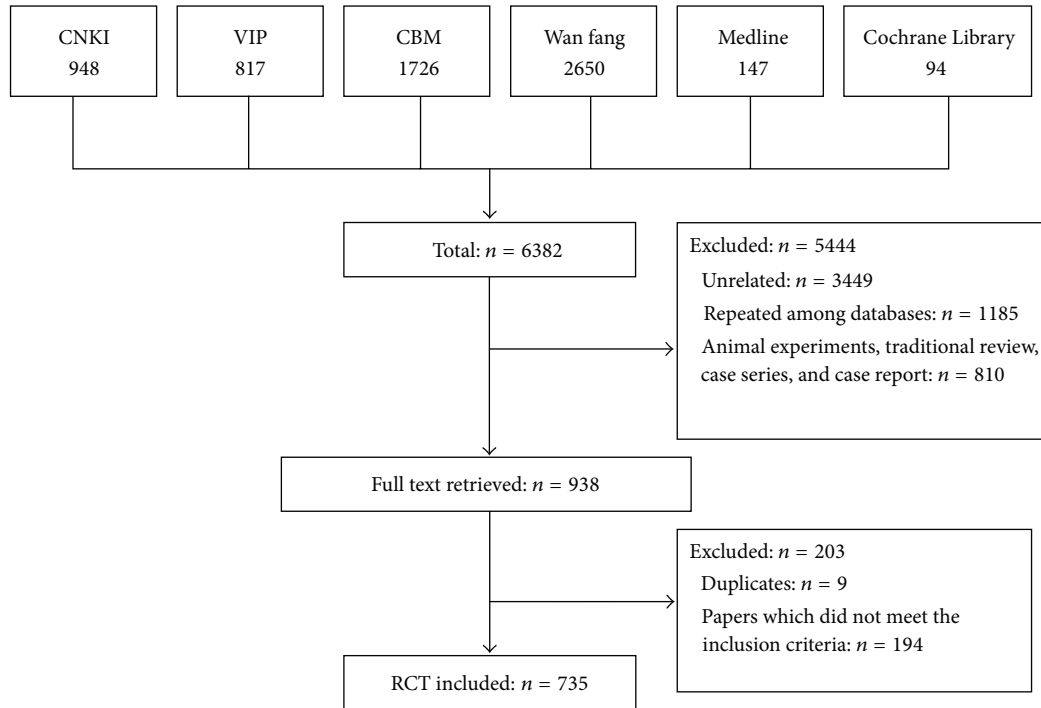 CNKI
948
VIP
817
CBM
1726
Wan fang
2650
Medline
147
Cochrane Library
94
Total: n = 6382
Excluded: n = 5444
Unrelated: n = 3449
Repeated among databases: n = 1185
Animal experiments, traditional review,
case series, and case report: n = 810
Full text retrieved: n = 938
Excluded: n = 203
Duplicates: n = 9
Papers which did not meet the
inclusion criteria: n = 194
RCT included: n = 735